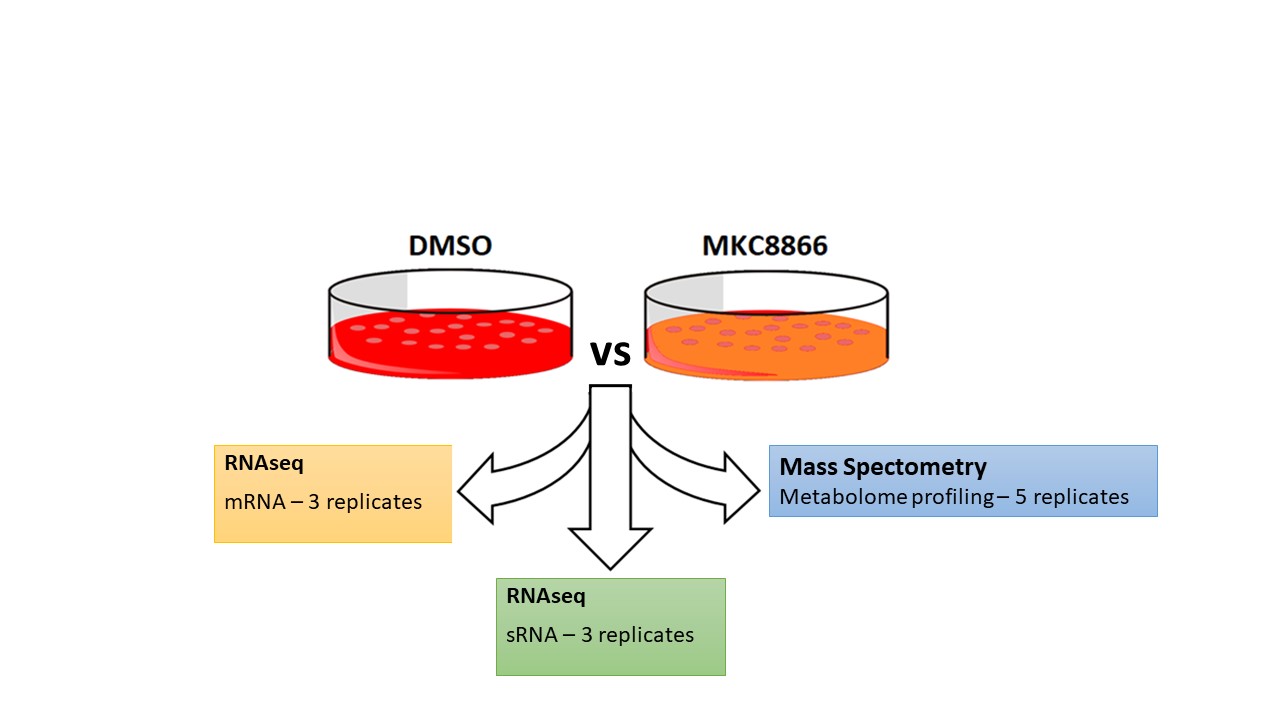 DMSO
MKC8866
VS
RNAseq
mRNA – 3 replicates
Mass Spectometry
Metabolome profiling – 5 replicates
RNAseq
sRNA – 3 replicates